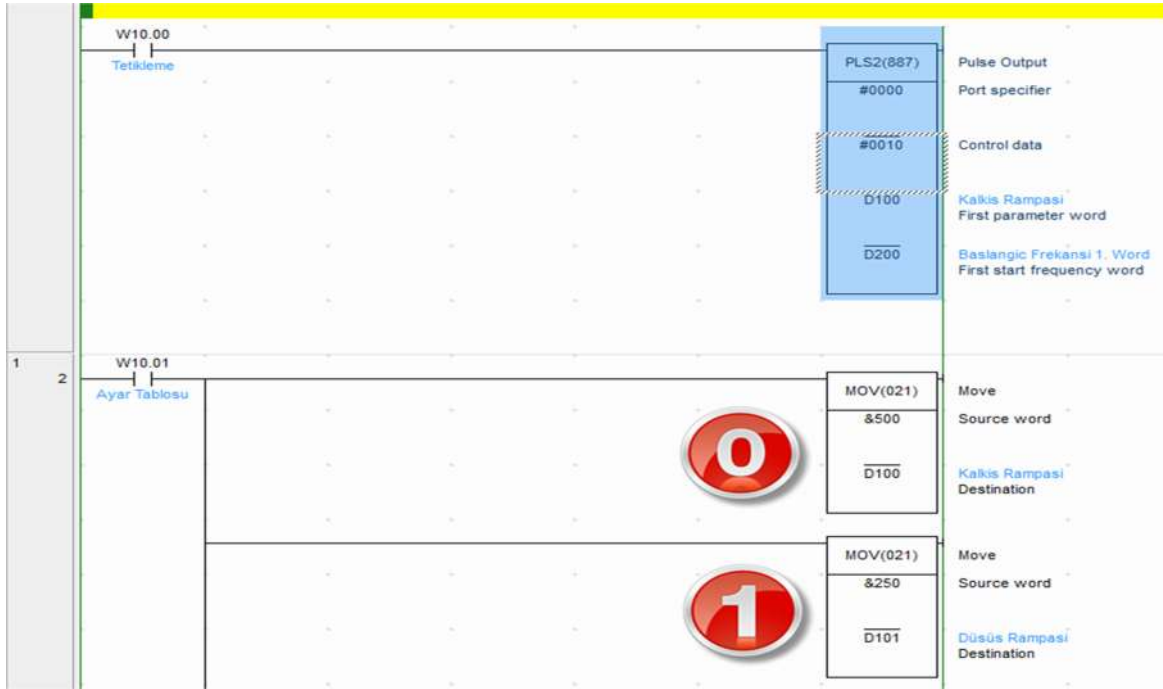 W10.00
Tetikleme
PLS2(887)
Pulse Output
#0000
Port specifier
#0010
Control data
D100
Kalkis Rampasi
First parameter word
D200
Baslangic Frekansi 1. Word
First start frequency word
1
2
W10.01
Ayar Tablosu
MOV(021)
Move
&500
Source word
0
D100
Kalkis Rampasi
Destination
MOV(021)
Move
&250
Source word
1
D101
Düsüs Rampasi
Destination